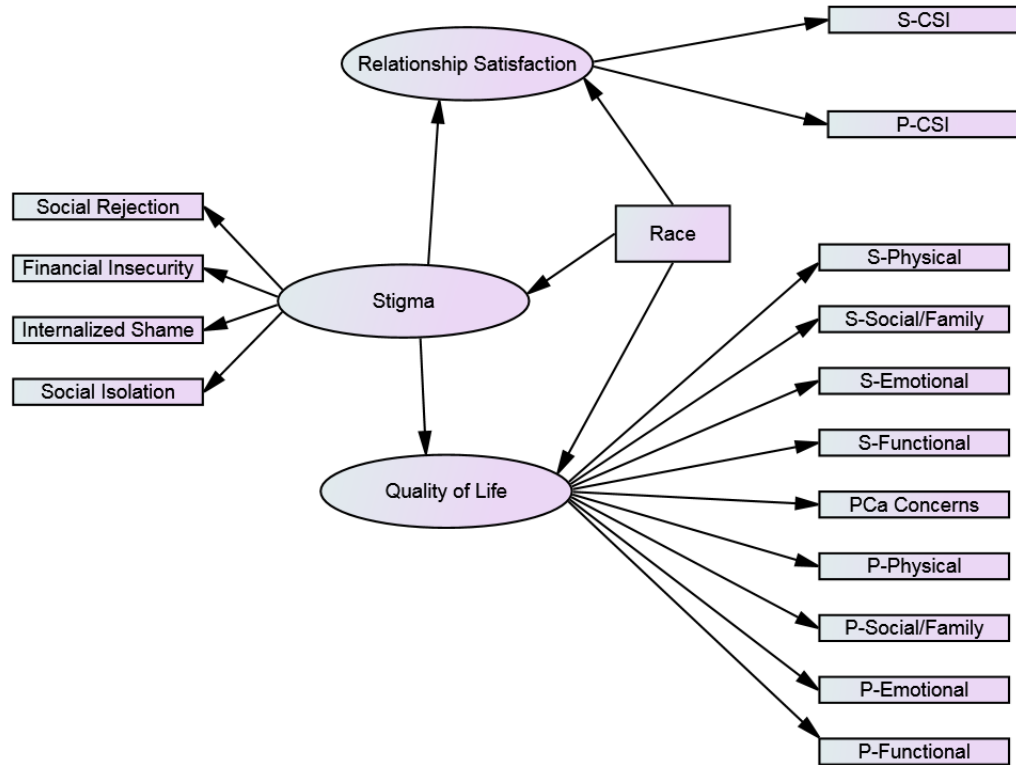 S-CSI
Relationship Satisfaction
P-CSI
Social Rejection
Race
Financial Insecurity
Stigma
Internalized Shame
Social Isolation
S-Physical
S-Social/Family
S-Emotional
S-Functional
Quality of Life
PCa Concerns
P-Physical
P-Social/Family
P-Emotional
P-Functional